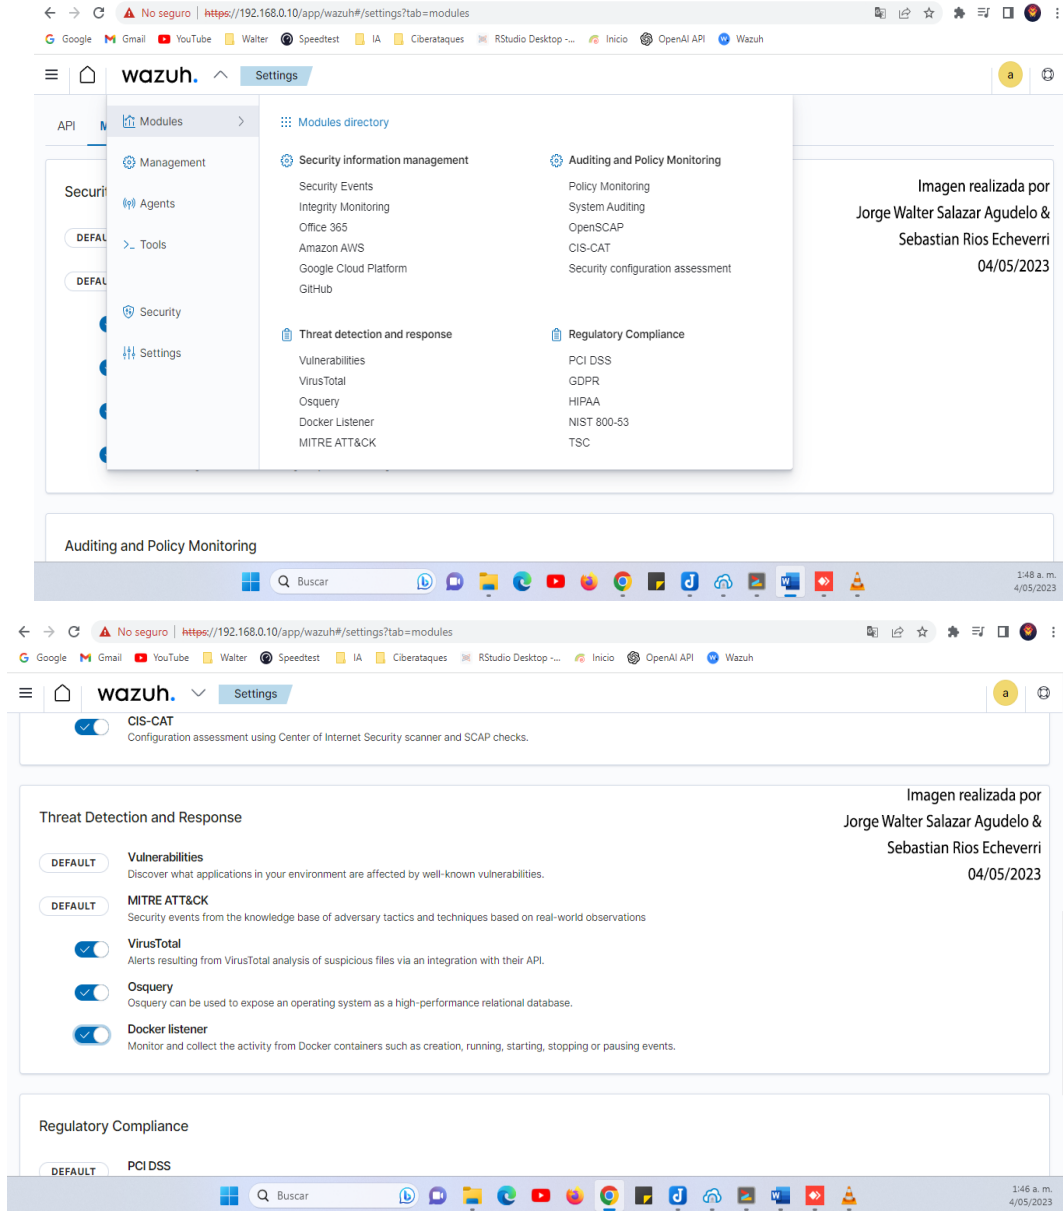 No seguro | https://192.168.0.10/app/wazuh#/settings?tab=modules
Google Gmail YouTube Walter Speedtest IA Ciberataques RStudio Desktop -... Inicio OpenAI API Wazuh
wazuh. Settings a
API M
Modules
Management
Agents
Tools
Security
Settings
Modules directory
Security information management
Security Events
Integrity Monitoring
Office 365
Amazon AWS
Google Cloud Platform
GitHub
Auditing and Policy Monitoring
Policy Monitoring
System Auditing
OpenSCAP
CIS-CAT
Security configuration assessment
Threat detection and response
Vulnerabilities
VirusTotal
Osquery
Docker Listener
MITRE ATT&CK
Regulatory Compliance
PCI DSS
GDPR
HIPAA
NIST 800-53
TSC
Securit
DEFAU
DEFAU
Imagen realizada por
Jorge Walter Salazar Agudelo &
Sebastian Rios Echeverri
04/05/2023
Auditing and Policy Monitoring
Buscar
1:48 a. m.
4/05/2023
No seguro | https://192.168.0.10/app/wazuh#/settings?tab=modules
Google Gmail YouTube Walter Speedtest IA Ciberataques RStudio Desktop -... Inicio OpenAI API Wazuh
wazuh. Settings a
CIS-CAT
Configuration assessment using Center of Internet Security scanner and SCAP checks.
Imagen realizada por
Jorge Walter Salazar Agudelo &
Sebastian Rios Echeverri
04/05/2023
Threat Detection and Response
DEFAULT Vulnerabilities
Discover what applications in your environment are affected by well-known vulnerabilities.
DEFAULT MITRE ATT&CK
Security events from the knowledge base of adversary tactics and techniques based on real-world observations
VirusTotal
Alerts resulting from VirusTotal analysis of suspicious files via an integration with their API.
Osquery
Osquery can be used to expose an operating system as a high-performance relational database.
Docker listener
Monitor and collect the activity from Docker containers such as creation, running, starting, stopping or pausing events.
Regulatory Compliance
DEFAULT PCI DSS
Buscar
1:46 a. m.
4/05/2023